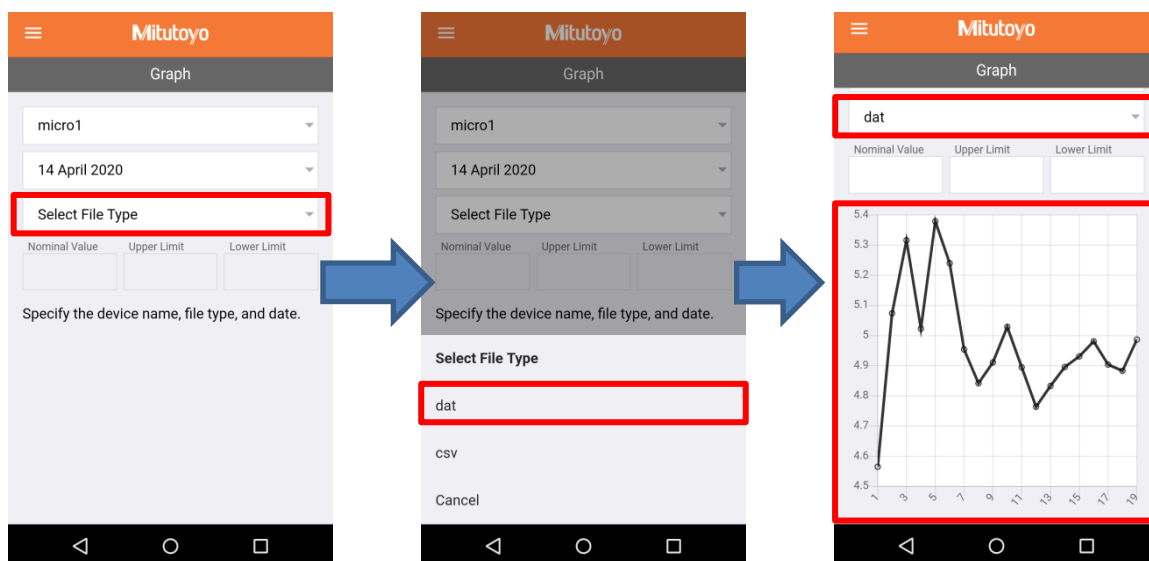 Mitutoyo
Graph
micro1
14 April 2020
Select File Type
Nominal Value Upper Limit Lower Limit
Specify the device name, file type, and date.
Mitutoyo
Graph
micro1
14 April 2020
Select File Type
Nominal Value Upper Limit Lower Limit
Specify the device name, file type, and date.
Select File Type
dat
csv
Cancel
Mitutoyo
Graph
dat
Nominal Value Upper Limit Lower Limit
5.4
5.3
5.2
5.1
5
4.9
4.8
4.7
4.6
4.5
1 3 5 7 9 11 13 15 17 19